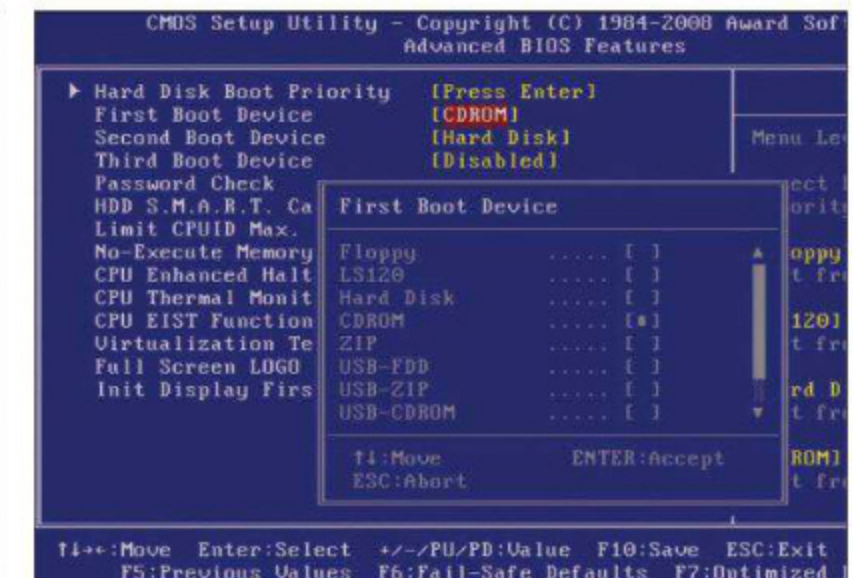 CMOS Setup Utility - Copyright (C) 1984-2008 Award Sof
Advanced BIOS Features
Hard Disk Boot Priority [Press Enter]
First Boot Device [CDROM]
Second Boot Device [Hard Disk]
Third Boot Device [Disabled]
Password Check
HDD S.M.A.R.T. Ca
Limit CPUID Max.
No-Execute Memory
CPU Enhanced Halt
CPU Thermal Monit
CPU EIST Function
Virtualization Te
Full Screen LOGO
Init Display Firs
First Boot Device
Floppy ..... [ ]
LS120 ..... [ ]
Hard Disk ..... [ ]
CDROM ..... [▪]
ZIP ..... [ ]
USB-FDD ..... [ ]
USB-ZIP ..... [ ]
USB-CDROM ..... [ ]
↑↓:Move ENTER:Accept
ESC:Abort
Menu Le
ect
orit
oppy
t fr
120]
t fr
rd D
t fr
ROM]
t fr
↑↓→←:Move Enter:Select +/-/PU/PD:Value F10:Save ESC:Exit
F5:Previous Values F6:Fail-Safe Defaults F7:Optimized